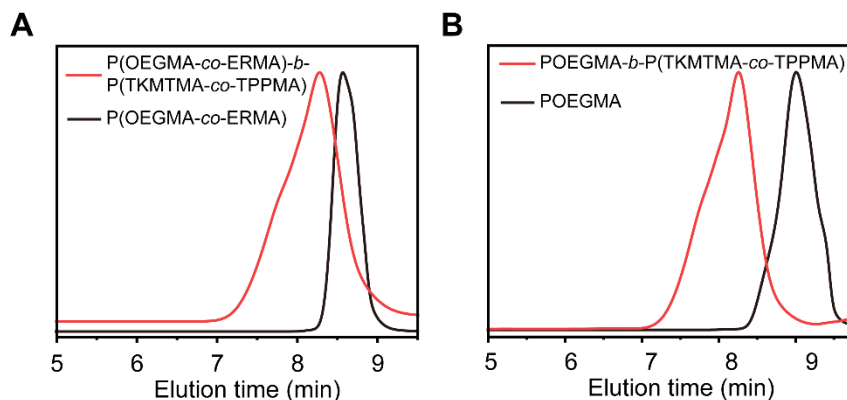 A
P(OEGMA-co-ERMA)-b-
P(TKMTMA-co-TPPMA)
P(OEGMA-co-ERMA)
5 6 7 8 9
Elution time (min)
B
POEGMA-b-P(TKMTMA-co-TPPMA)
POEGMA
5 6 7 8 9
Elution time (min)